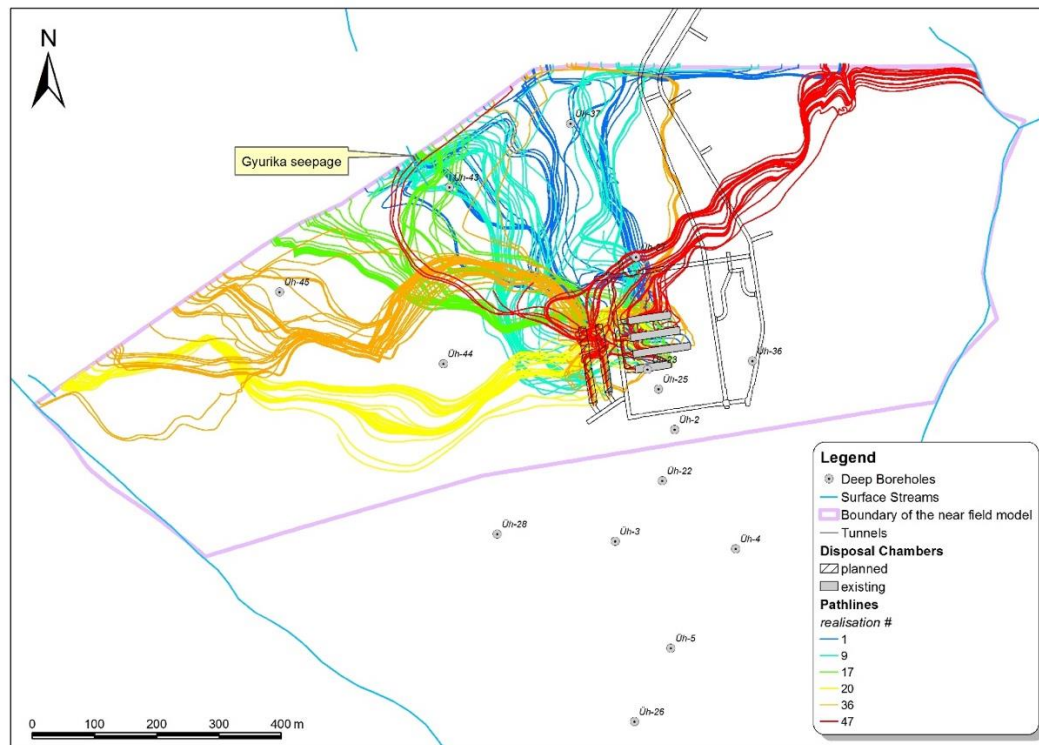 N
Üh-37
Gyurika seepage
Üh-43
Üh-45
Üh-44
Üh-23
Üh-36
Üh-25
Üh-2
Üh-22
Üh-28
Üh-3
Üh-4
Üh-5
Üh-26
0 100 200 300 400 m
Legend
Deep Boreholes
Surface Streams
Boundary of the near field model
Tunnels
Disposal Chambers
planned
existing
Pathlines
realisation #
1
9
17
20
36
47